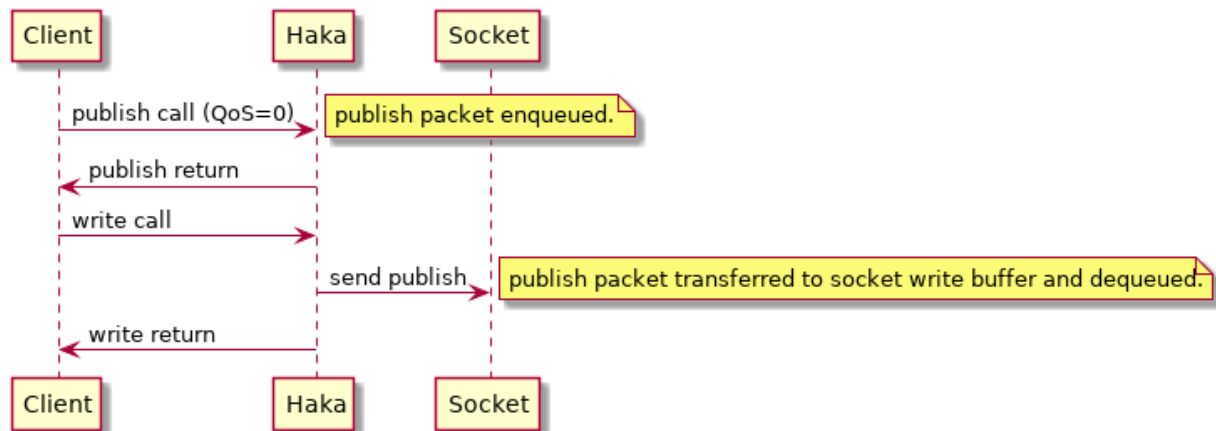 Client Haka Socket
publish call (QoS=0) publish packet enqueued.
publish return
write call
send publish publish packet transferred to socket write buffer and dequeued.
write return
Client Haka Socket